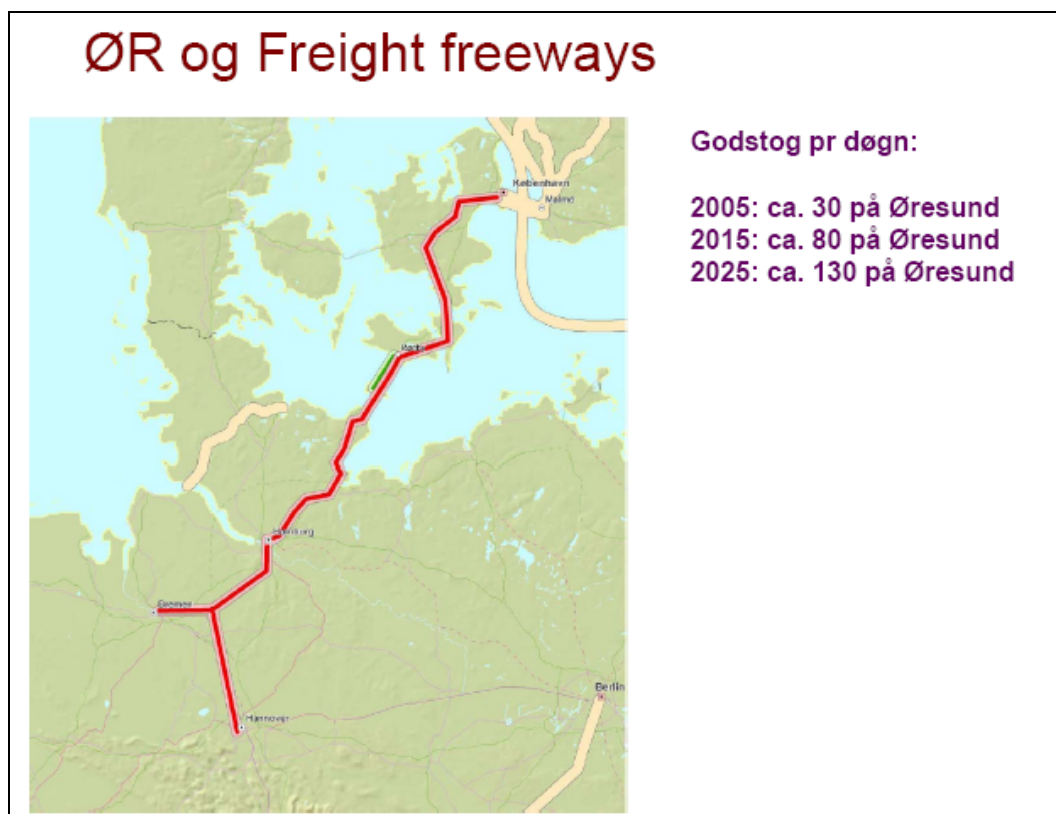 ØR og Freight freeways
Godstog pr døgn:
2005: ca. 30 på Øresund
2015: ca. 80 på Øresund
2025: ca. 130 på Øresund
København
Malmö
Hamburg
Bremen
Hannover
Berlin